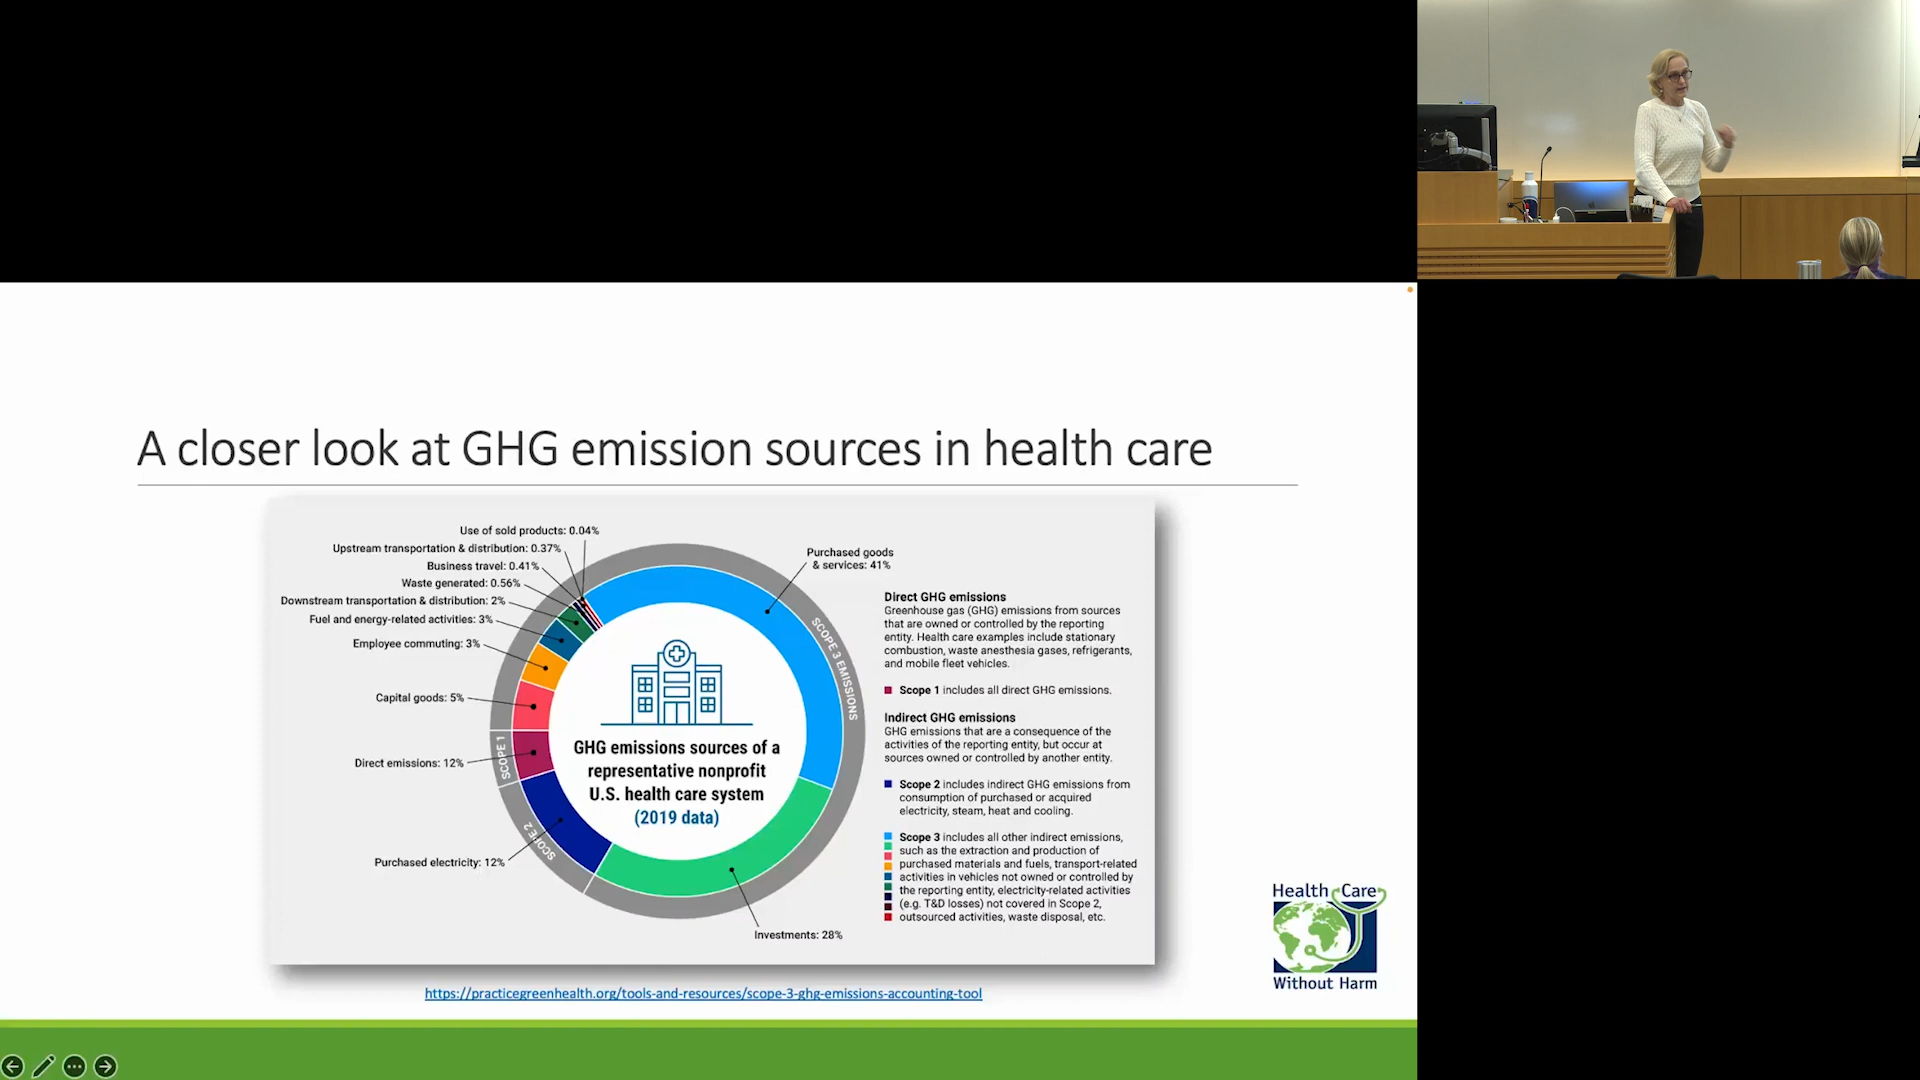 A closer look at GHG emission sources in health care
Use of sold products: 0.04%
Upstream transportation & distribution: 0.37%
Business travel: 0.41%
Waste generated: 0.56%
Downstream transportation & distribution: 2%
Fuel and energy-related activities: 3%
Employee commuting: 3%
Capital goods: 5%
Direct emissions: 12%
Purchased electricity: 12%
Purchased goods
& services: 41%
Investments: 28%
SCOPE 3 EMISSIONS
SCOPE 1
SCOPE 2
GHG emissions sources of a
representative nonprofit
U.S. health care system
(2019 data)
Direct GHG emissions
Greenhouse gas (GHG) emissions from sources
that are owned or controlled by the reporting
entity. Health care examples include stationary
combustion, waste anesthesia gases, refrigerants,
and mobile fleet vehicles.
Scope 1 includes all direct GHG emissions.
Indirect GHG emissions
GHG emissions that are a consequence of the
activities of the reporting entity, but occur at
sources owned or controlled by another entity.
Scope 2 includes indirect GHG emissions from
consumption of purchased or acquired
electricity, steam, heat and cooling.
Scope 3 includes all other indirect emissions,
such as the extraction and production of
purchased materials and fuels, transport-related
activities in vehicles not owned or controlled by
the reporting entity, electricity-related activities
(e.g. T&D losses) not covered in Scope 2,
outsourced activities, waste disposal, etc.
Health Care
Without Harm
https://practicegreenhealth.org/tools-and-resources/scope-3-ghg-emissions-accounting-tool